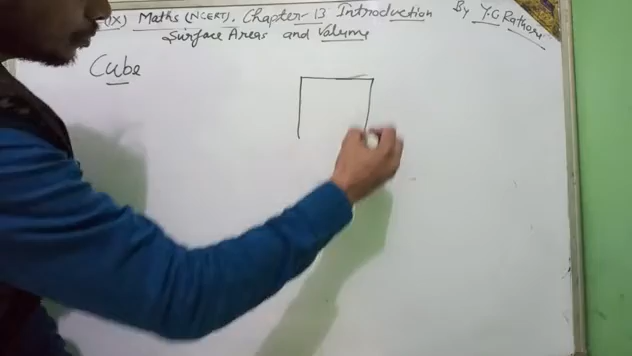 (IX) Maths (NCERT). Chapter-13 Introduction By Y.G Rathore
Surface Areas and Volume
Cube